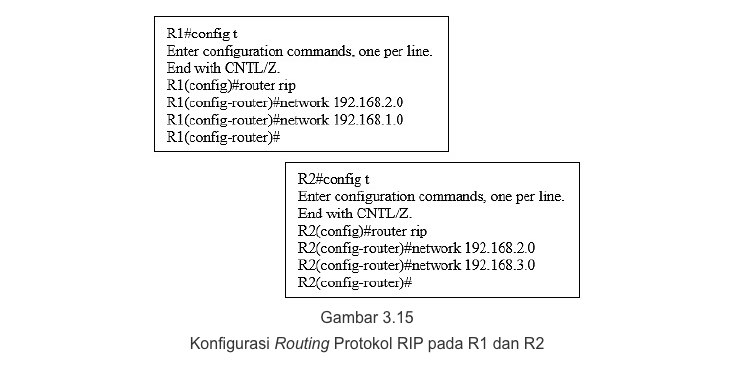 R1#config t
Enter configuration commands, one per line.
End with CNTL/Z.
R1(config)#router rip
R1(config-router)#network 192.168.2.0
R1(config-router)#network 192.168.1.0
R1(config-router)#
R2#config t
Enter configuration commands, one per line.
End with CNTL/Z.
R2(config)#router rip
R2(config-router)#network 192.168.2.0
R2(config-router)#network 192.168.3.0
R2(config-router)#
Gambar 3.15
Konfigurasi Routing Protokol RIP pada R1 dan R2